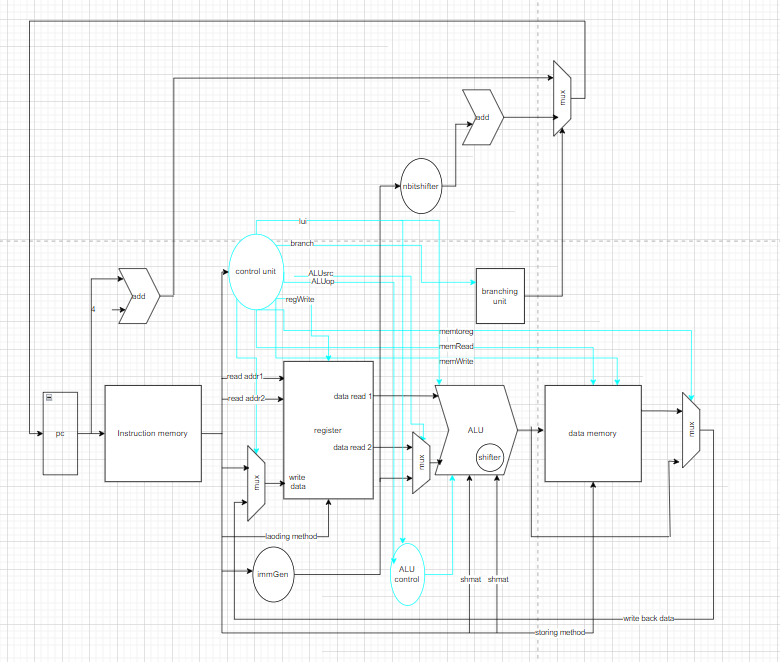 mux
add
nbitshifter
lui
control unit
branch
ALUsrc
ALUop
regWrite
branching
unit
add
4
memtoreg
memRead
memWrite
read addr1
read addr2
data read 1
register
data read 2
write
data
pc
Instruction memory
mux
mux
ALU
shifter
data memory
mux
laoding method
immGen
ALU
control
shmat
shmat
write back data
storing method